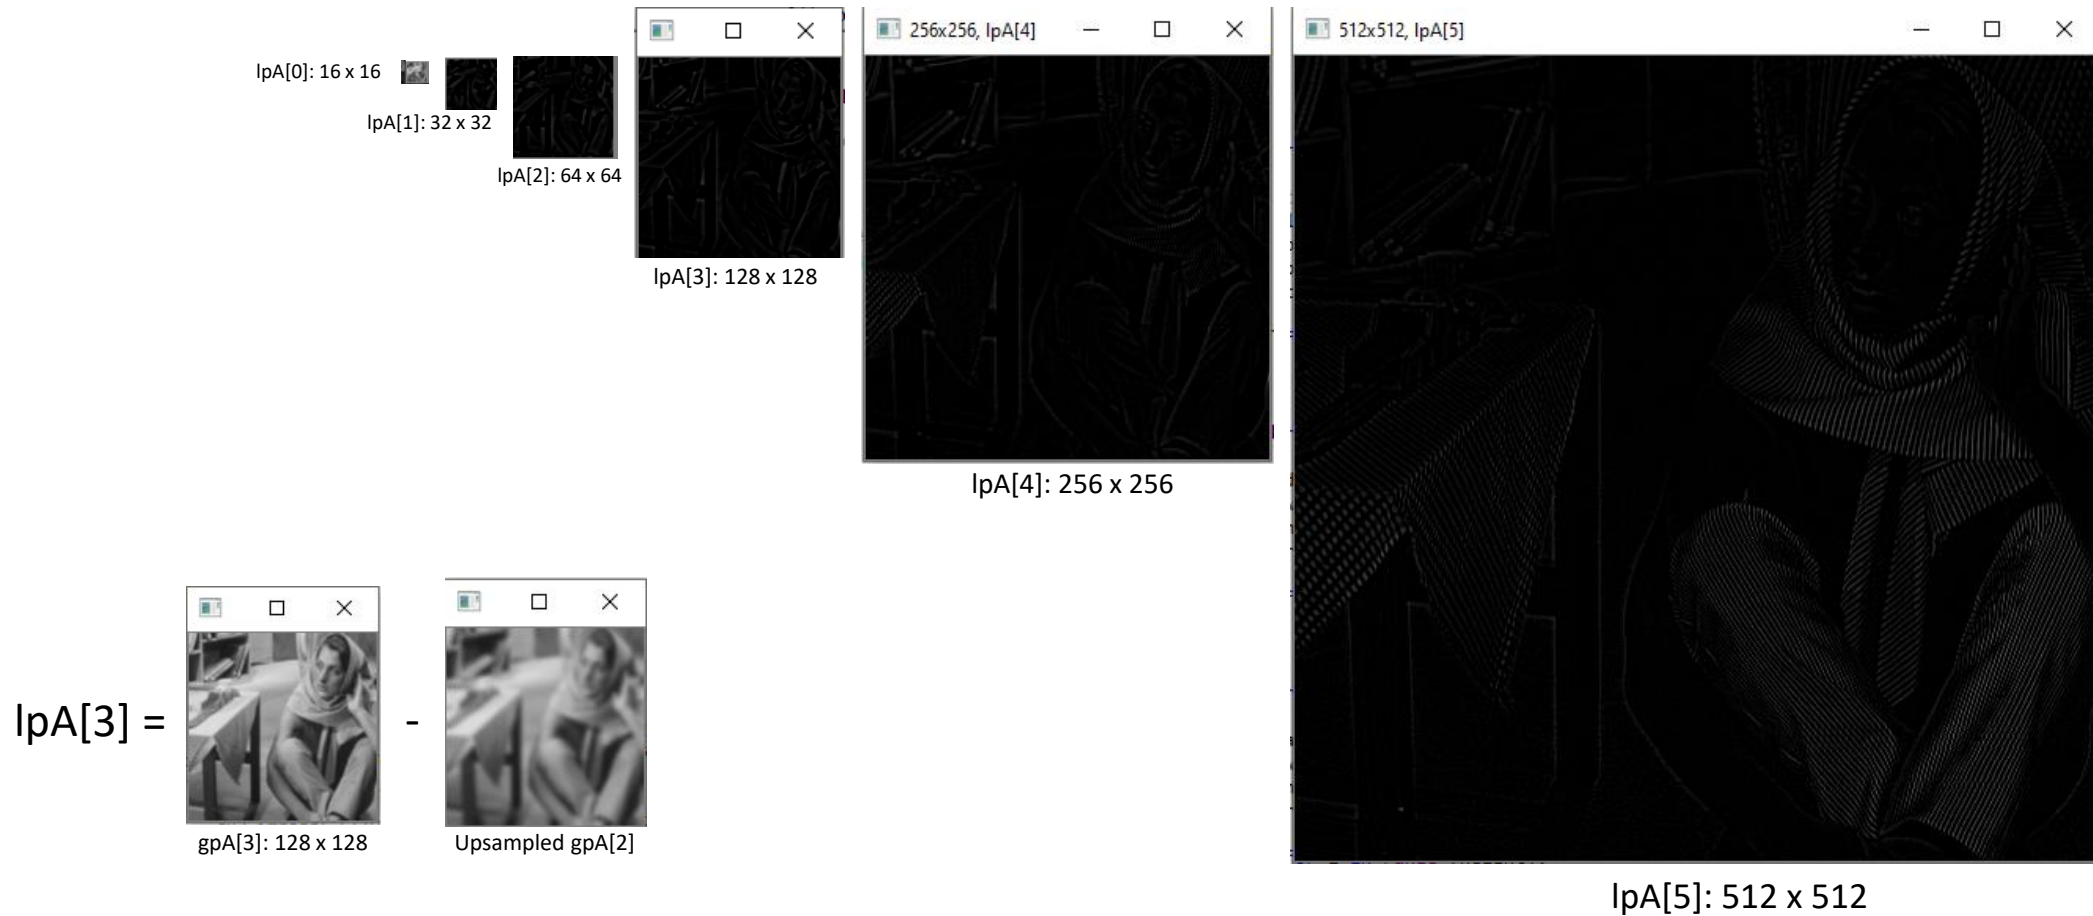 lpA[0]: 16 x 16
lpA[1]: 32 x 32
lpA[2]: 64 x 64
lpA[3]: 128 x 128
256x256, lpA[4]
lpA[4]: 256 x 256
512x512, lpA[5]
lpA[5]: 512 x 512
lpA[3] = -
gpA[3]: 128 x 128
Upsampled gpA[2]